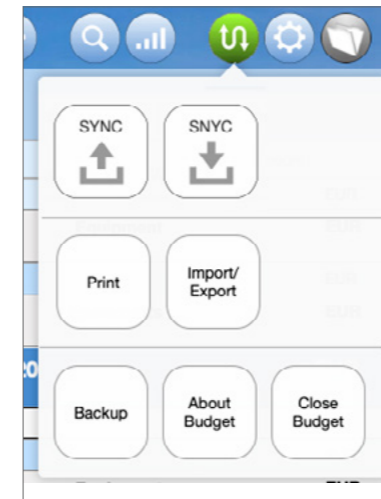 SYNC
SNYC
Print
Import/
Export
Backup
About
Budget
Close
Budget